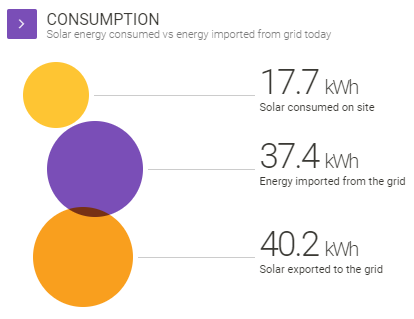 CONSUMPTION
Solar energy consumed vs energy imported from grid today
17.7 kWh
Solar consumed on site
37.4 kWh
Energy imported from the grid
40.2 kWh
Solar exported to the grid